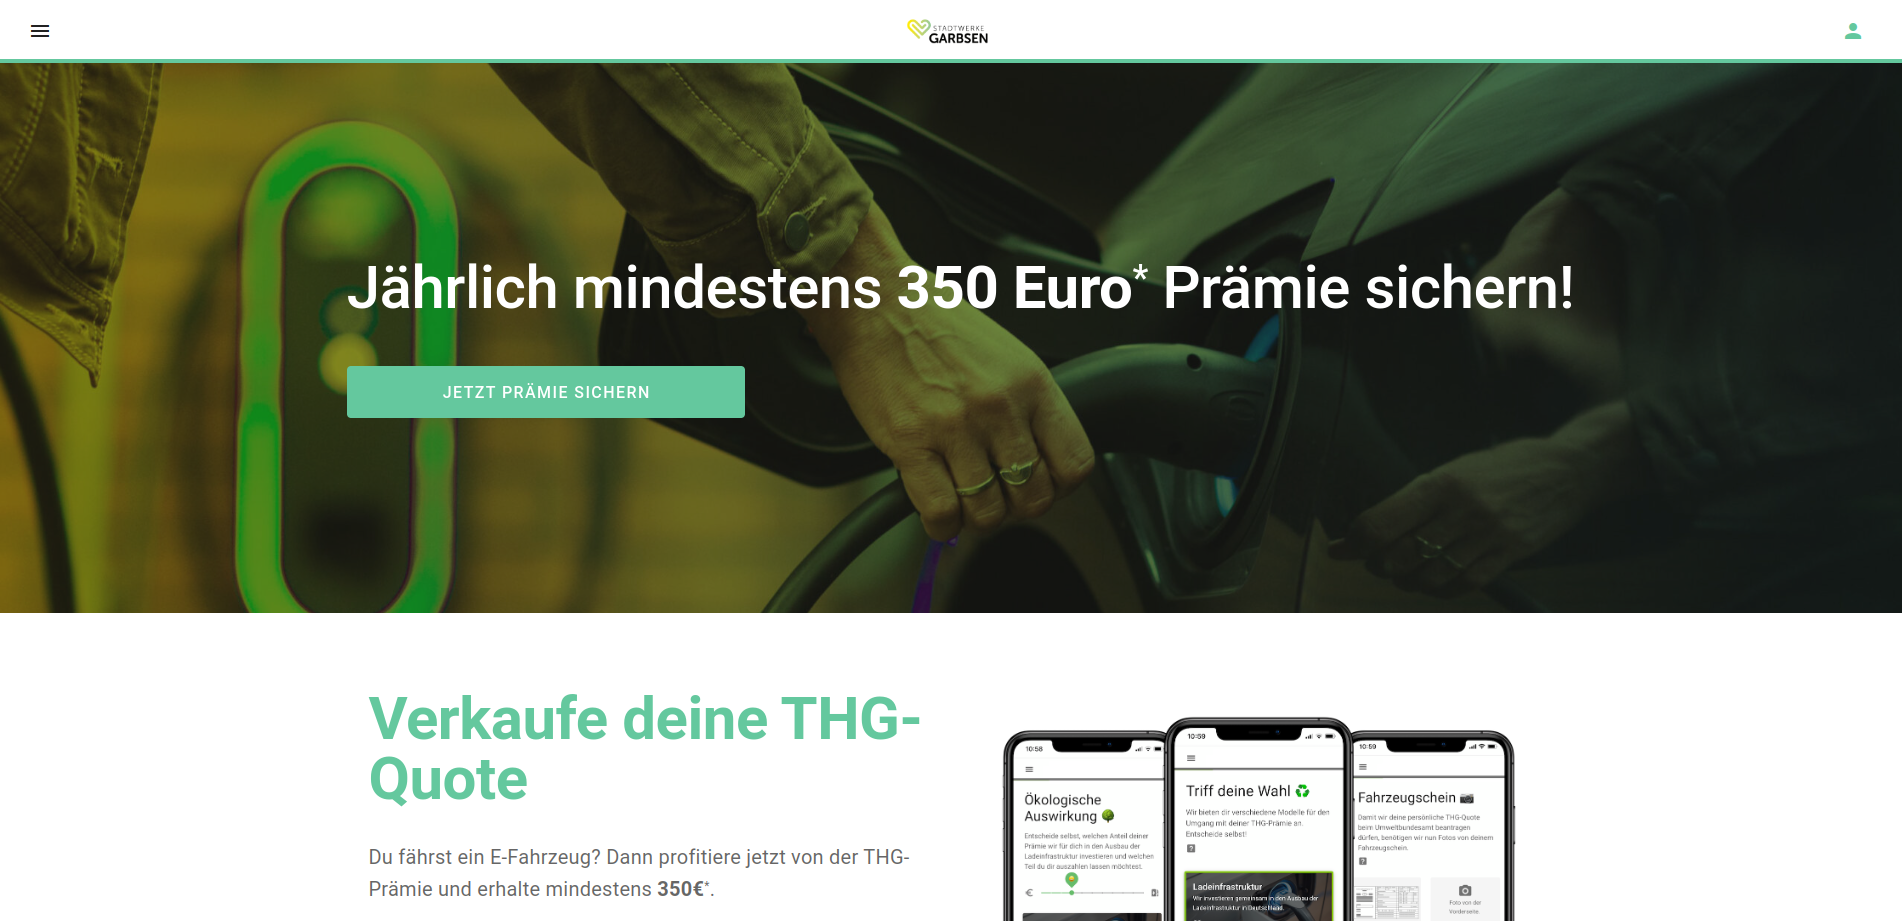 STADTWERKE
GARBSEN
Jährlich mindestens 350 Euro* Prämie sichern!
JETZT PRÄMIE SICHERN
Verkaufe deine THG-
Quote
Du fährst ein E-Fahrzeug? Dann profitiere jetzt von der THG-
Prämie und erhalte mindestens 350€*.
10:58
Ökologische
Auswirkung
Entscheide selbst, welchen Anteil deiner
Prämie wir für dich in den Ausbau der
Ladeinfrastruktur investieren und welchen
Teil du dir auszahlen lassen möchtest.
€
10:59
Triff deine Wahl
Wir bieten dir verschiedene Modelle für den
Umgang mit deiner THG-Prämie an.
Entscheide selbst!
?
Ladeinfrastruktur
Wir investieren gemeinsam in den Ausbau der
Ladeinfrastruktur in Deutschland.
10:59
Fahrzeugschein
Damit wir deine persönliche THG-Quote
beim Umweltbundesamt beantragen
dürfen, benötigen wir nun Fotos von deinem
Fahrzeugschein.
?
Foto von der
Vorderseite